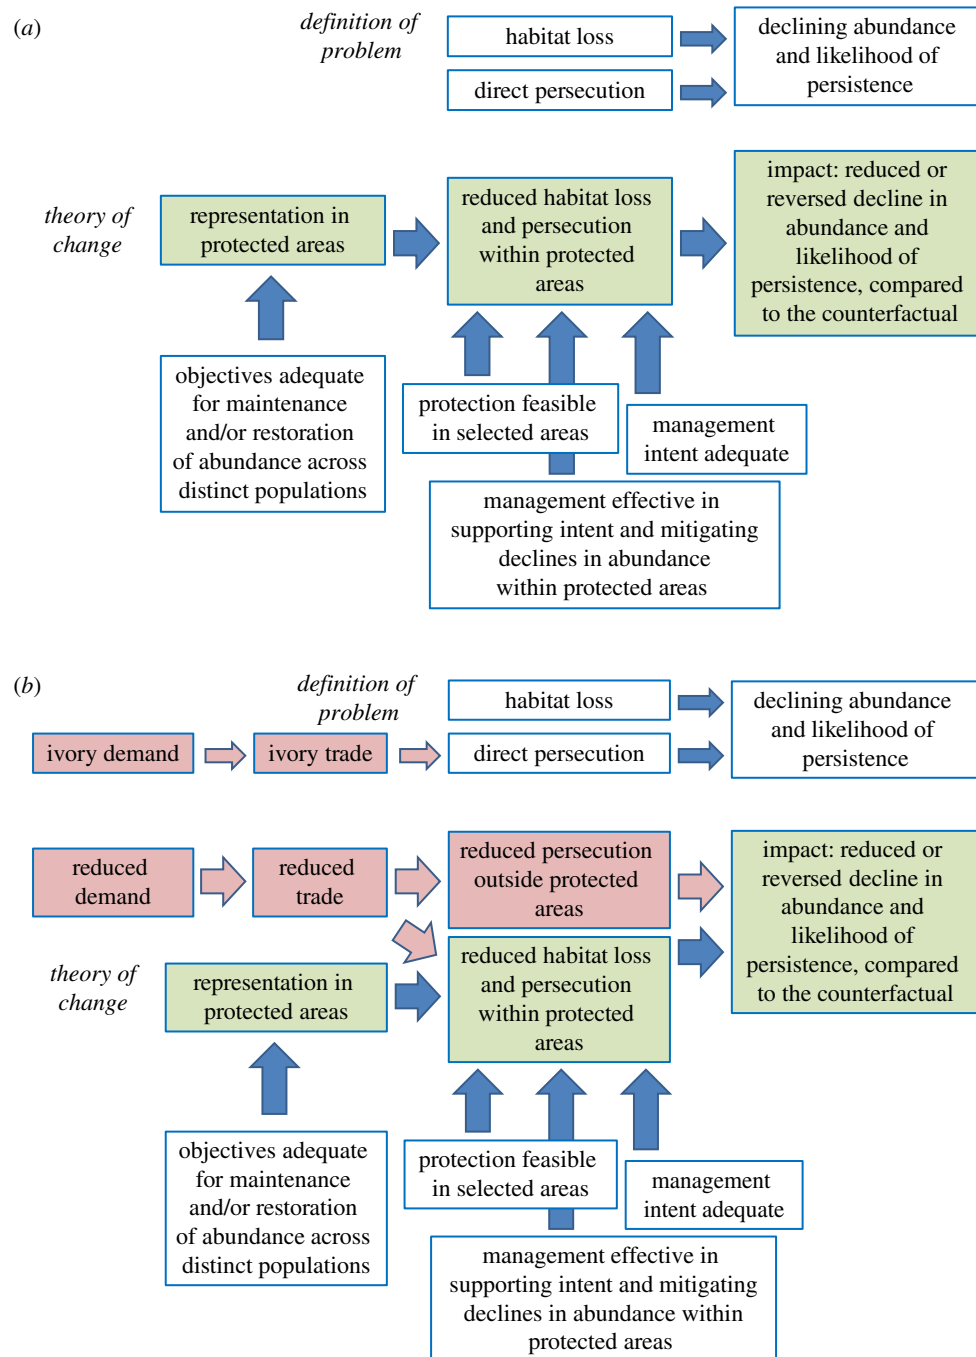 (a)
definition of
problem
habitat loss
direct persecution
declining abundance
and likelihood of
persistence
theory of
change
representation in
protected areas
reduced habitat loss
and persecution
within protected
areas
impact: reduced or
reversed decline in
abundance and
likelihood of
persistence, compared
to the counterfactual
objectives adequate
for maintenance
and/or restoration
of abundance across
distinct populations
protection feasible
in selected areas
management
intent adequate
management effective in
supporting intent and mitigating
declines in abundance
within protected areas
(b)
definition of
problem
ivory demand
ivory trade
habitat loss
direct persecution
declining abundance
and likelihood of
persistence
reduced
demand
reduced
trade
reduced persecution
outside protected
areas
impact: reduced or
reversed decline in
abundance and
likelihood of
persistence, compared
to the counterfactual
theory of
change
representation in
protected areas
reduced habitat loss
and persecution
within protected
areas
objectives adequate
for maintenance
and/or restoration
of abundance across
distinct populations
protection feasible
in selected areas
management
intent adequate
management effective in
supporting intent and mitigating
declines in abundance within
protected areas